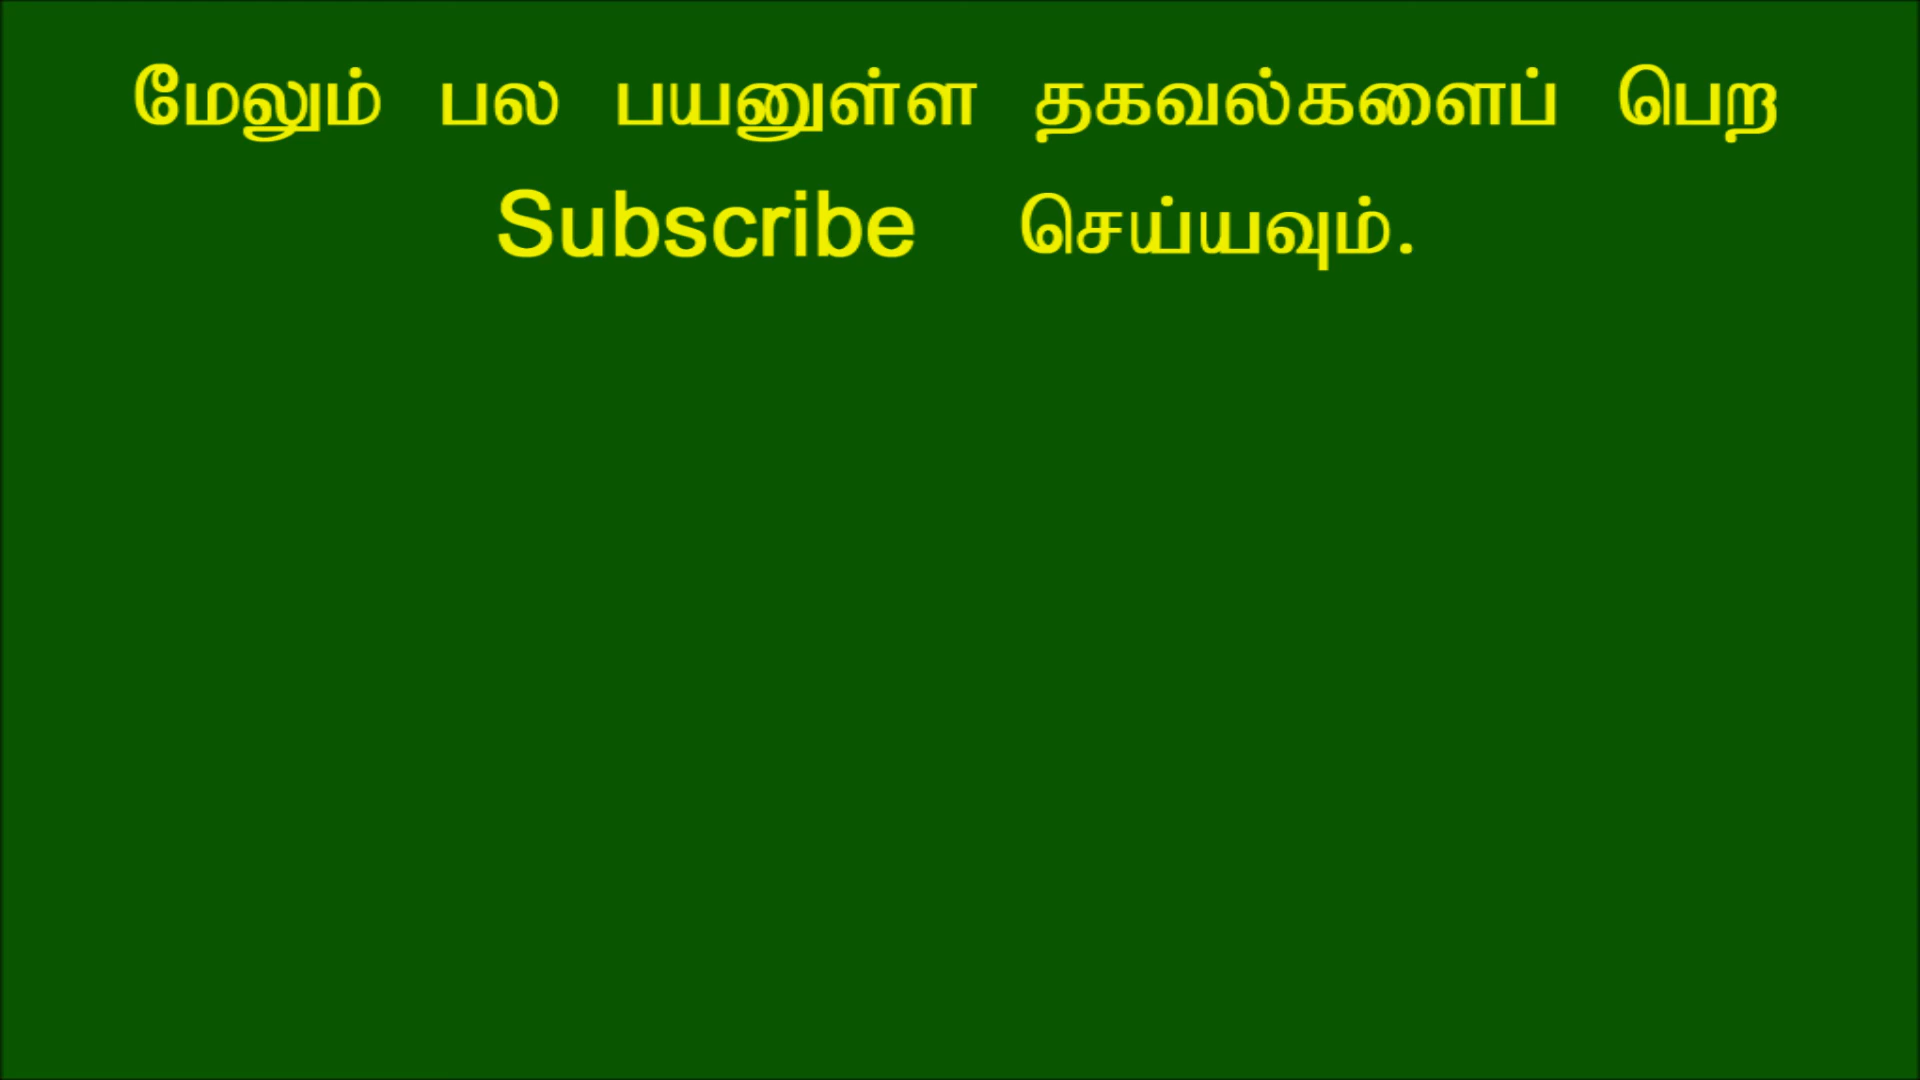 மேலும் பல பயனுள்ள தகவல்களைப் பெற
Subscribe செய்யவும்.